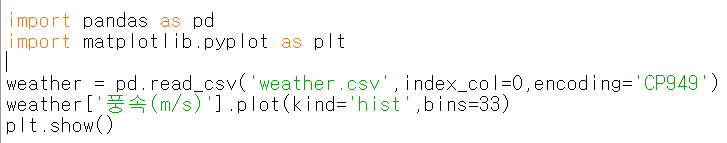 import pandas as pd
import matplotlib.pyplot as plt
weather = pd.read_csv('weather.csv',index_col=0,encoding='CP949')
weather['풍속(m/s)'].plot(kind='hist',bins=33)
plt.show()